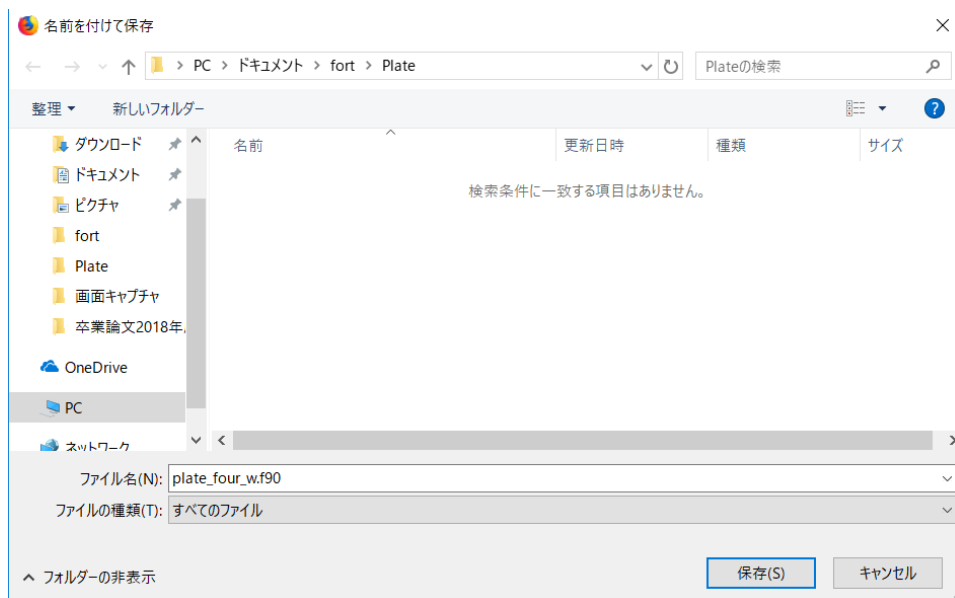 名前を付けて保存
PC > ドキュメント > fort > Plate
Plateの検索
整理 新しいフォルダー
ダウンロード
ドキュメント
ピクチャ
fort
Plate
画面キャプチャ
卒業論文2018年
OneDrive
PC
ネットワーク
名前 更新日時 種類 サイズ
検索条件に一致する項目はありません。
ファイル名(N): plate_four_w.f90
ファイルの種類(T): すべてのファイル
フォルダーの非表示
保存(S) キャンセル